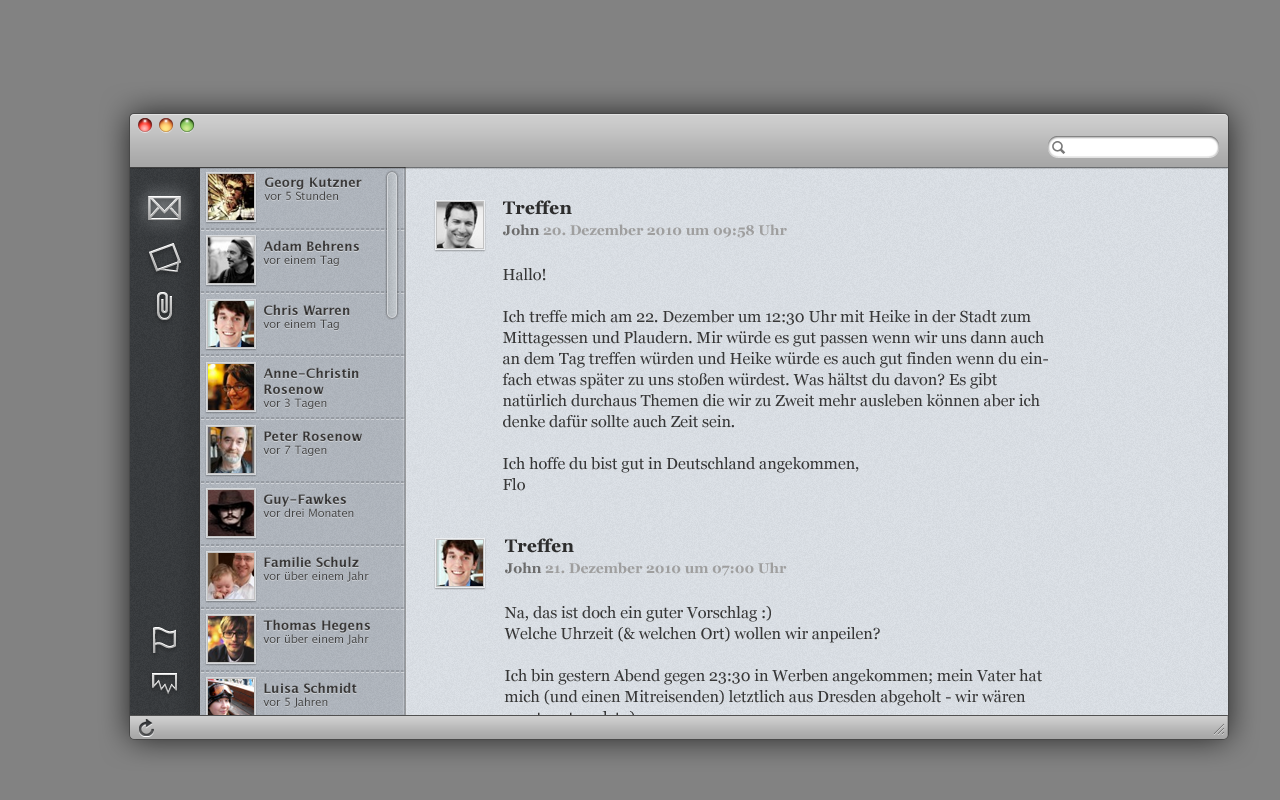 Georg Kutzner
vor 5 Stunden
Adam Behrens
vor einem Tag
Chris Warren
vor einem Tag
Anne-Christin
Rosenow
vor 3 Tagen
Peter Rosenow
vor 7 Tagen
Guy-Fawkes
vor drei Monaten
Familie Schulz
vor über einem Jahr
Thomas Hegens
vor über einem Jahr
Luisa Schmidt
vor 5 Jahren
Treffen
John 20. Dezember 2010 um 09:58 Uhr
Hallo!
Ich treffe mich am 22. Dezember um 12:30 Uhr mit Heike in der Stadt zum
Mittagessen und Plaudern. Mir würde es gut passen wenn wir uns dann auch
an dem Tag treffen würden und Heike würde es auch gut finden wenn du ein-
fach etwas später zu uns stoßen würdest. Was hältst du davon? Es gibt
natürlich durchaus Themen die wir zu Zweit mehr ausleben können aber ich
denke dafür sollte auch Zeit sein.
Ich hoffe du bist gut in Deutschland angekommen,
Flo
Treffen
John 21. Dezember 2010 um 07:00 Uhr
Na, das ist doch ein guter Vorschlag :)
Welche Uhrzeit (& welchen Ort) wollen wir anpeilen?
Ich bin gestern Abend gegen 23:30 in Werben angekommen; mein Vater hat
mich (und einen Mitreisenden) letztlich aus Dresden abgeholt - wir wären